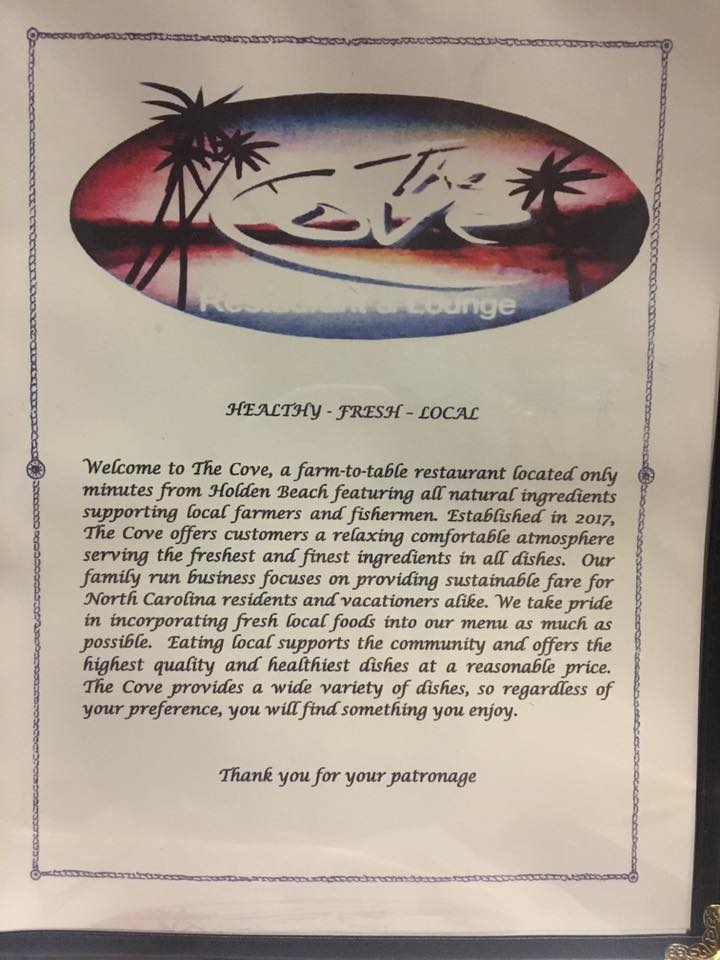 The
Cove
Restaurant & Lounge
HEALTHY - FRESH – LOCAL
Welcome to The Cove, a farm-to-table restaurant located only
minutes from Holden Beach featuring all natural ingredients
supporting local farmers and fishermen. Established in 2017,
The Cove offers customers a relaxing comfortable atmosphere
serving the freshest and finest ingredients in all dishes. Our
family run business focuses on providing sustainable fare for
North Carolina residents and vacationers alike. We take pride
in incorporating fresh local foods into our menu as much as
possible. Eating local supports the community and offers the
highest quality and healthiest dishes at a reasonable price.
The Cove provides a wide variety of dishes, so regardless of
your preference, you will find something you enjoy.
Thank you for your patronage